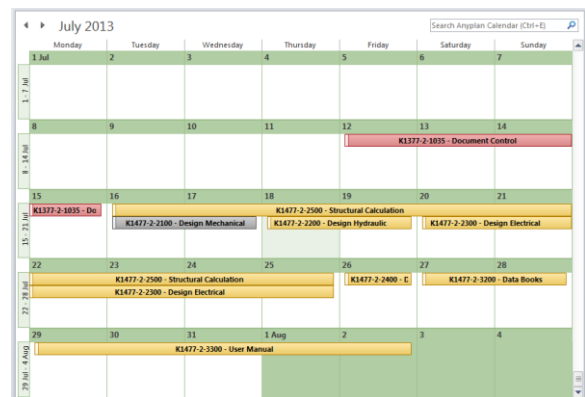 July 2013
Search Anyplan Calendar (Ctrl+E)
Monday Tuesday Wednesday Thursday Friday Saturday Sunday
1 - 7 Jul
1 Jul 2 3 4 5 6 7
8 - 14 Jul
8 9 10 11 12 13 14
K1377-2-1035 - Document Control
15 - 21 Jul
15 16 17 18 19 20 21
K1377-2-1035 - Do K1477-2-2500 - Structural Calculation
K1477-2-2100 - Design Mechanical K1477-2-2200 - Design Hydraulic K1477-2-2300 - Design Electrical
22 - 28 Jul
22 23 24 25 26 27 28
K1477-2-2500 - Structural Calculation K1477-2-2400 - D K1477-2-3200 - Data Books
K1477-2-2300 - Design Electrical
29 Jul - 4 Aug
29 30 31 1 Aug 2 3 4
K1477-2-3300 - User Manual